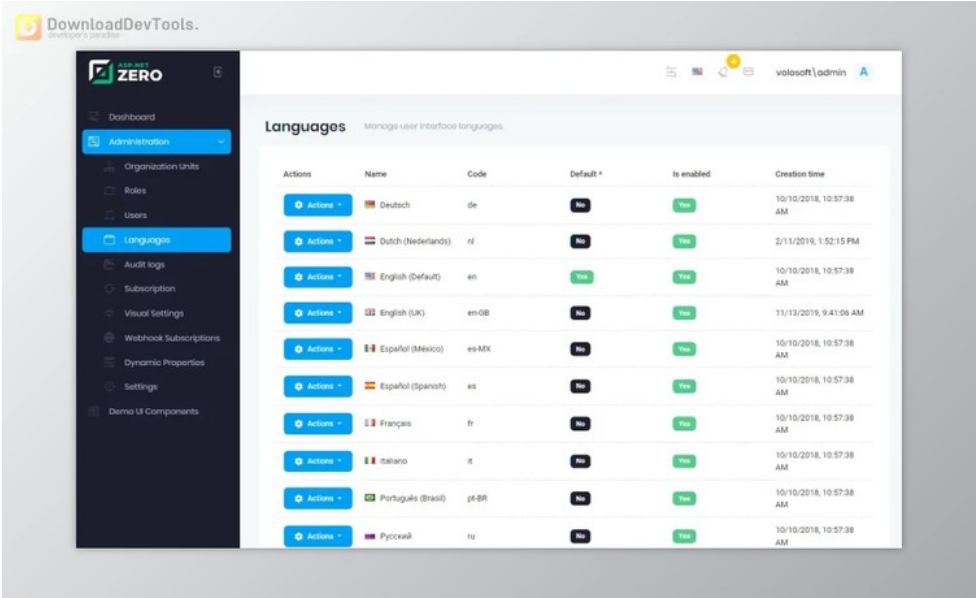 DownloadDevTools.
developer's paradise
ASP.NET
ZERO
4
volosoft\admin A
Dashboard
Administration
Organization Units
Roles
Users
Languages
Audit logs
Subscription
Visual Settings
Webhook Subscriptions
Dynamic Properties
Settings
Demo UI Components
Languages Manage user interface languages.
Actions Name Code Default * Is enabled Creation time
Actions Deutsch de No Yes 10/10/2018, 10:57:38
AM
Actions Dutch (Nederlands) nl No Yes 2/11/2019, 1:52:15 PM
Actions English (Default) en Yes Yes 10/10/2018, 10:57:38
AM
Actions English (UK) en-GB No Yes 11/13/2019, 9:41:06 AM
Actions Español (México) es-MX No Yes 10/10/2018, 10:57:38
AM
Actions Español (Spanish) es No Yes 10/10/2018, 10:57:38
AM
Actions Français fr No Yes 10/10/2018, 10:57:38
AM
Actions Italiano it No Yes 10/10/2018, 10:57:38
AM
Actions Português (Brasil) pt-BR No Yes 10/10/2018, 10:57:38
AM
Actions Русский ru No Yes 10/10/2018, 10:57:38
AM